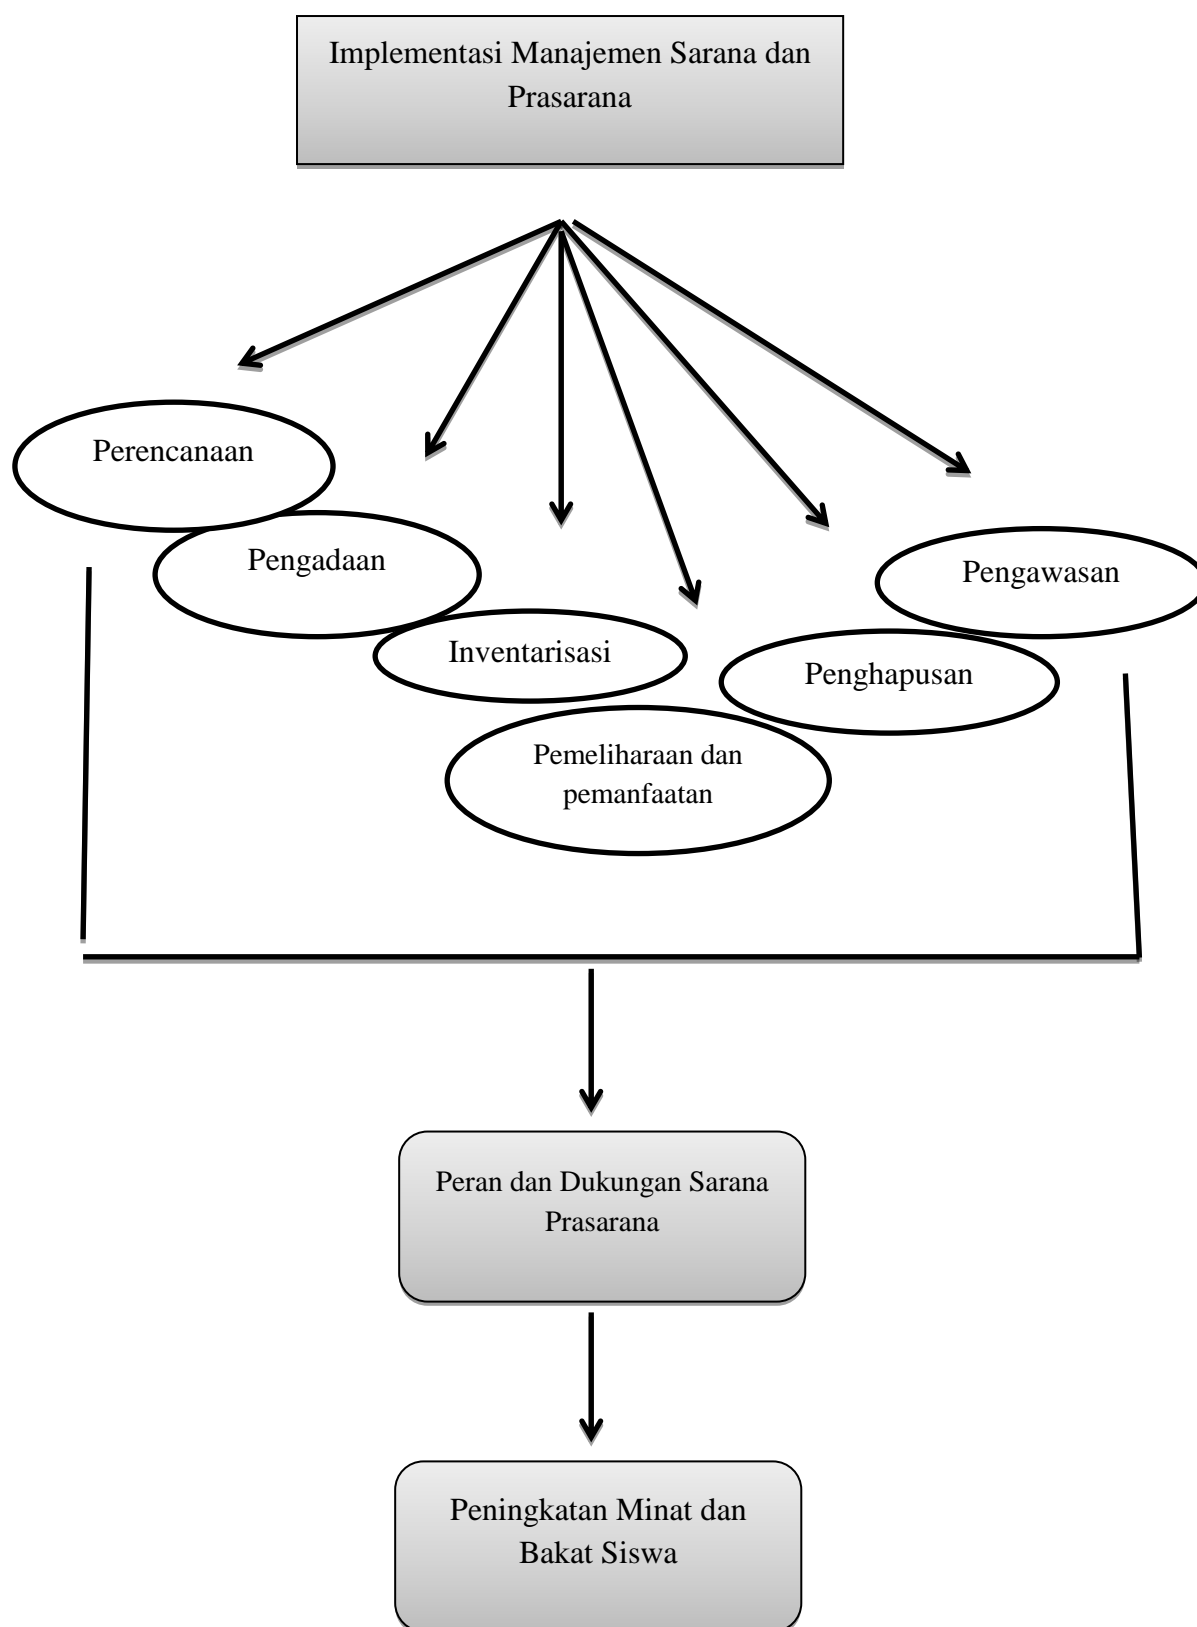 Implementasi Manajemen Sarana dan
Prasarana
Perencanaan
Pengadaan
Inventarisasi
Pemeliharaan dan
pemanfaatan
Penghapusan
Pengawasan
Peran dan Dukungan Sarana
Prasarana
Peningkatan Minat dan
Bakat Siswa